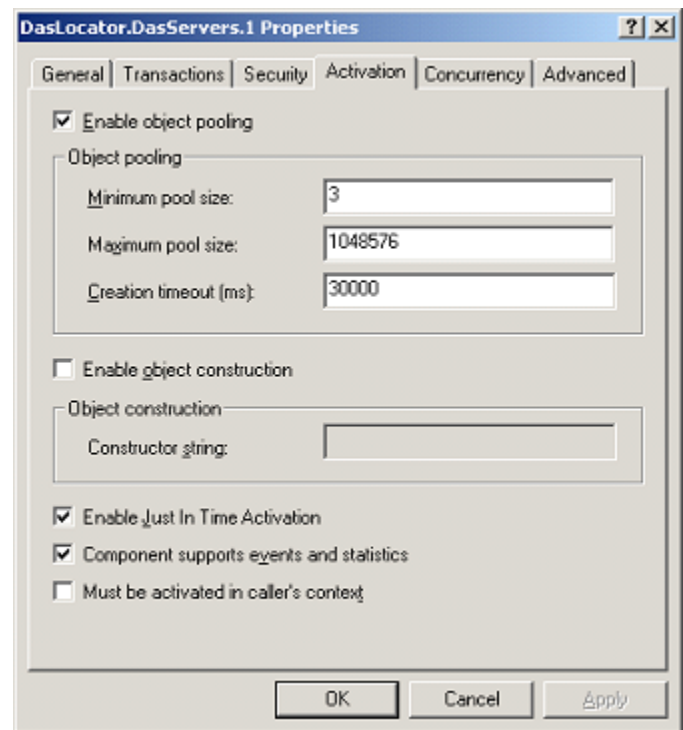 DasLocator.DasServers.1 Properties
General Transactions Security Activation Concurrency Advanced
Enable object pooling
Object pooling
Minimum pool size: 3
Maximum pool size: 1048576
Creation timeout (ms): 30000
Enable object construction
Object construction
Constructor string:
Enable Just In Time Activation
Component supports events and statistics
Must be activated in caller's context
OK Cancel Apply